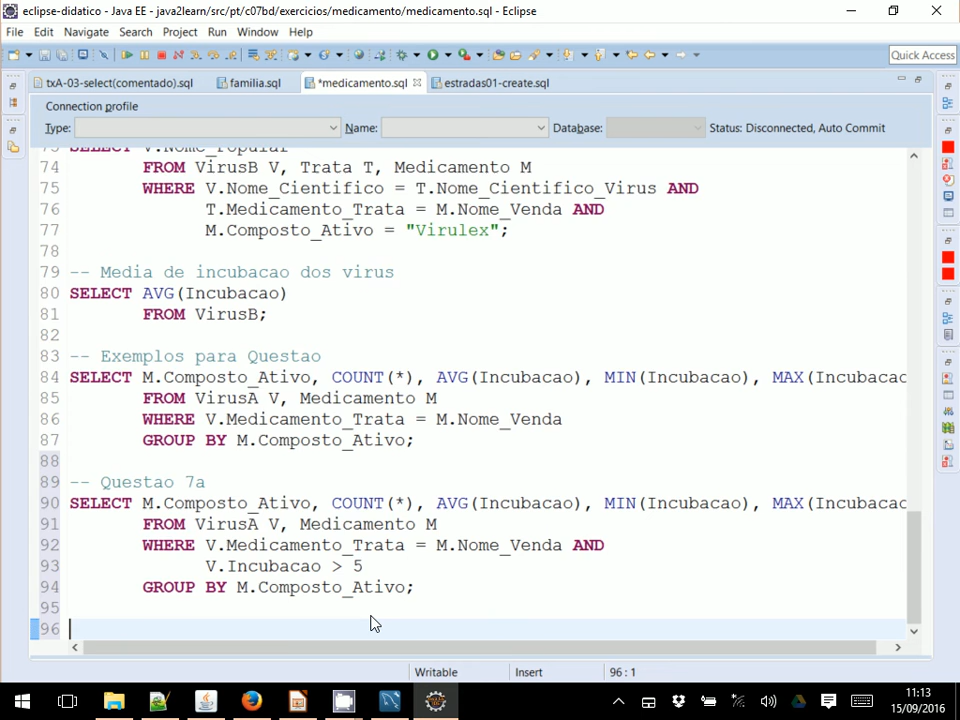 eclipse-didatico - Java EE - java2learn/src/pt/c07bd/exercicios/medicamento/medicamento.sql - Eclipse
File Edit Navigate Search Project Run Window Help
Quick Access
txA-03-select(comentado).sql familia.sql *medicamento.sql estradas01-create.sql
Connection profile
Type: Name: Database: Status: Disconnected, Auto Commit
73 SELECT V.Nome_Popular
74 FROM VirusB V, Trata T, Medicamento M
75 WHERE V.Nome_Cientifico = T.Nome_Cientifico_Virus AND
76 T.Medicamento_Trata = M.Nome_Venda AND
77 M.Composto_Ativo = "Virulex";
78
79 -- Media de incubacao dos virus
80 SELECT AVG(Incubacao)
81 FROM VirusB;
82
83 -- Exemplos para Questao
84 SELECT M.Composto_Ativo, COUNT(*), AVG(Incubacao), MIN(Incubacao), MAX(Incubacac
85 FROM VirusA V, Medicamento M
86 WHERE V.Medicamento_Trata = M.Nome_Venda
87 GROUP BY M.Composto_Ativo;
88
89 -- Questao 7a
90 SELECT M.Composto_Ativo, COUNT(*), AVG(Incubacao), MIN(Incubacao), MAX(Incubacac
91 FROM VirusA V, Medicamento M
92 WHERE V.Medicamento_Trata = M.Nome_Venda AND
93 V.Incubacao > 5
94 GROUP BY M.Composto_Ativo;
95
96
Writable Insert 96 : 1
11:13
15/09/2016